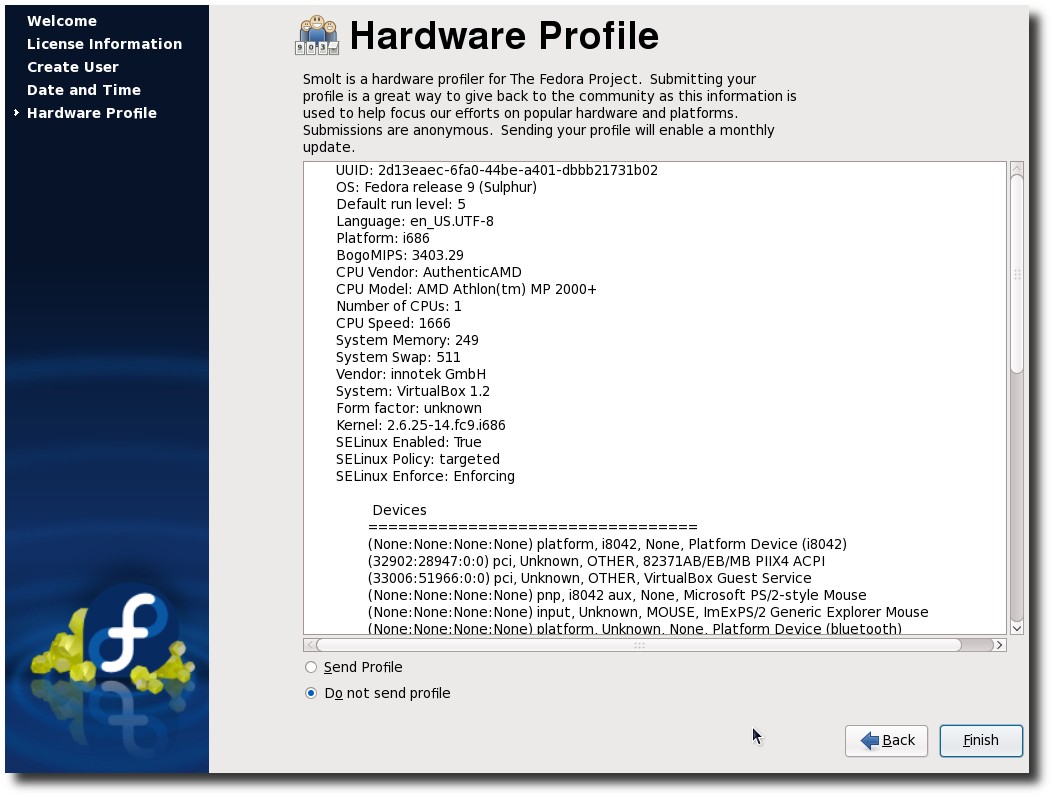 Welcome
License Information
Create User
Date and Time
Hardware Profile
903
Hardware Profile
Smolt is a hardware profiler for The Fedora Project.  Submitting your
profile is a great way to give back to the community as this information is
used to help focus our efforts on popular hardware and platforms.
Submissions are anonymous.  Sending your profile will enable a monthly
update.
UUID: 2d13eaec-6fa0-44be-a401-dbbb21731b02
OS: Fedora release 9 (Sulphur)
Default run level: 5
Language: en_US.UTF-8
Platform: i686
BogoMIPS: 3403.29
CPU Vendor: AuthenticAMD
CPU Model: AMD Athlon(tm) MP 2000+
Number of CPUs: 1
CPU Speed: 1666
System Memory: 249
System Swap: 511
Vendor: innotek GmbH
System: VirtualBox 1.2
Form factor: unknown
Kernel: 2.6.25-14.fc9.i686
SELinux Enabled: True
SELinux Policy: targeted
SELinux Enforce: Enforcing
Devices
=================================
(None:None:None:None) platform, i8042, None, Platform Device (i8042)
(32902:28947:0:0) pci, Unknown, OTHER, 82371AB/EB/MB PIIX4 ACPI
(33006:51966:0:0) pci, Unknown, OTHER, VirtualBox Guest Service
(None:None:None:None) pnp, i8042 aux, None, Microsoft PS/2-style Mouse
(None:None:None:None) input, Unknown, MOUSE, ImExPS/2 Generic Explorer Mouse
(None:None:None:None) platform, Unknown, None, Platform Device (bluetooth)
Send Profile
Do not send profile
Back
Finish